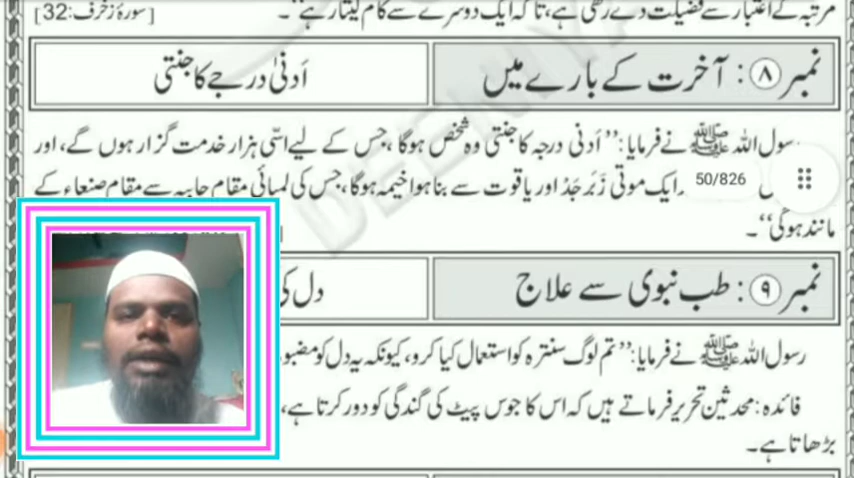 مرتبہ کے اعتبار سے فضیلت دے رکھی ہے، تاکہ ایک دوسرے سے کام لیتا رہے"۔ [سورۂ زخرف:32]
نمبر ۸: آخرت کے بارے میں
اَدنیٰ درجے کا جنتی
رسول اللہ ﷺ نے فرمایا: "اَدنی درجہ کا جنتی وہ شخص ہوگا، جس کے لیے اسّی ہزار خدمت گزار ہوں گے، اور
ایک موتی زَبَرجَدْ اور یاقوت سے بنا ہوا خیمہ ہوگا، جس کی لمبائی مقام جابیہ سے مقام صنعاء کے
50/826
مانند ہوگی"۔
نمبر ۹: طب نبوی سے علاج
دل کی
رسول اللہ ﷺ نے فرمایا: "تم لوگ سنترہ کو استعمال کیا کرو، کیونکہ یہ دل کو مضبو
فائدہ: محدثین تحریر فرماتے ہیں کہ اس کا جوس پیٹ کی گندگی کو دور کرتا ہے،
بڑھاتا ہے۔